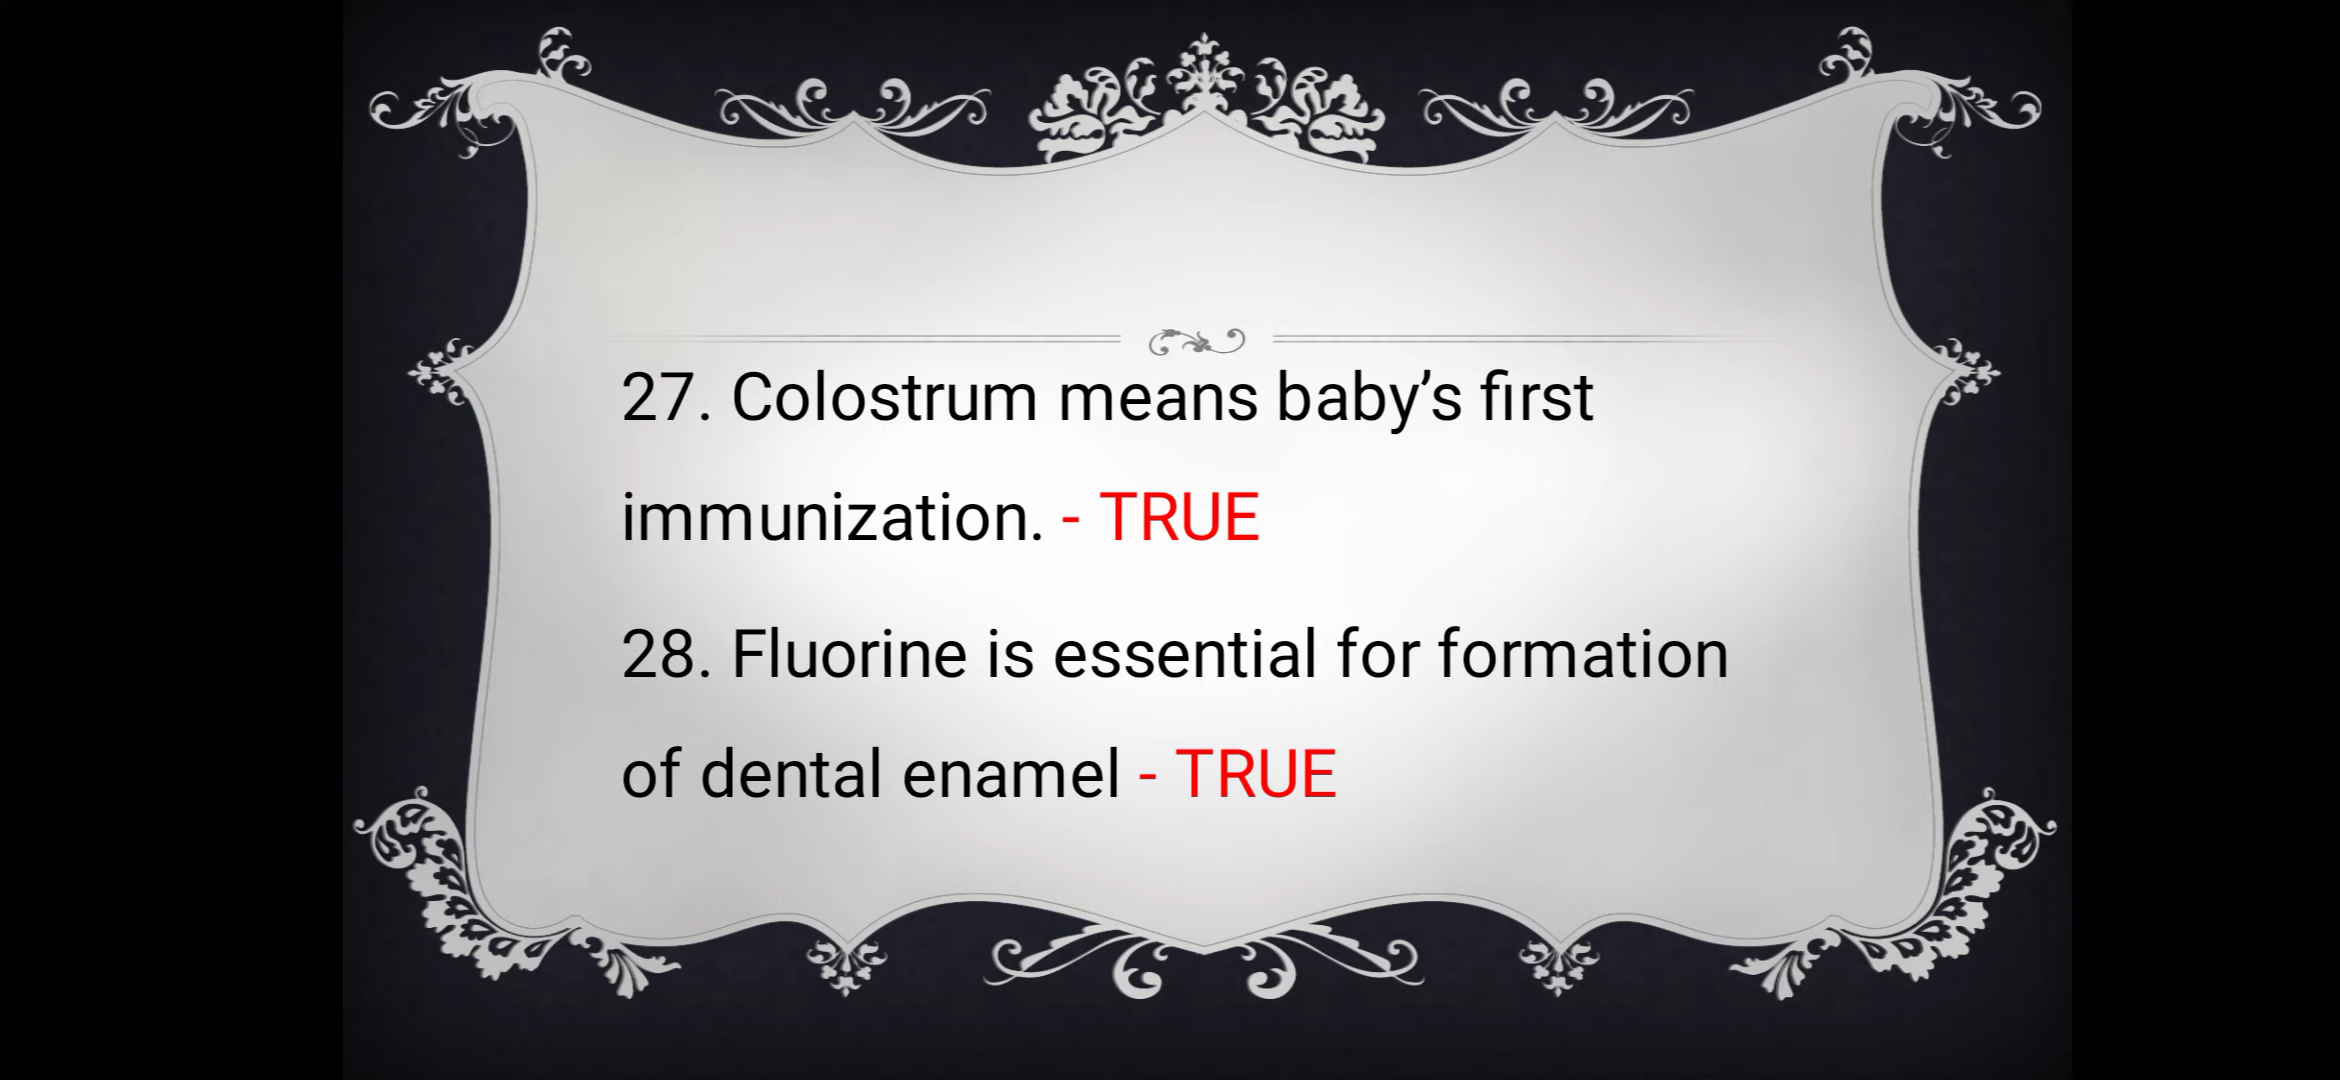 27. Colostrum means baby’s first
immunization. - TRUE
28. Fluorine is essential for formation
of dental enamel - TRUE